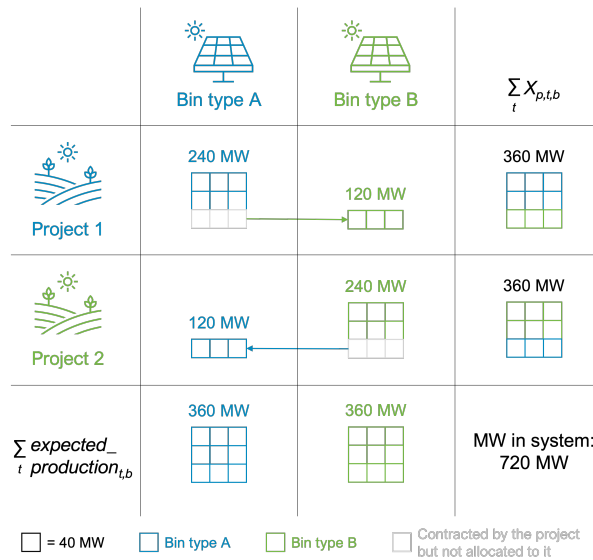 Bin type A
Bin type B
∑ X p,t,b
t
240 MW
360 MW
120 MW
Project 1
240 MW
360 MW
120 MW
Project 2
360 MW
360 MW
∑ expected_
t production t,b
MW in system:
720 MW
= 40 MW
Bin type A
Bin type B
Contracted by the project
but not allocated to it